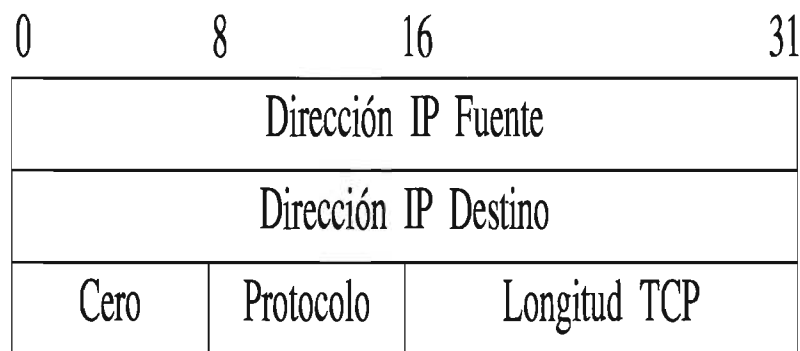 0 8 16 31
Dirección IP Fuente
Dirección IP Destino
Cero Protocolo Longitud TCP